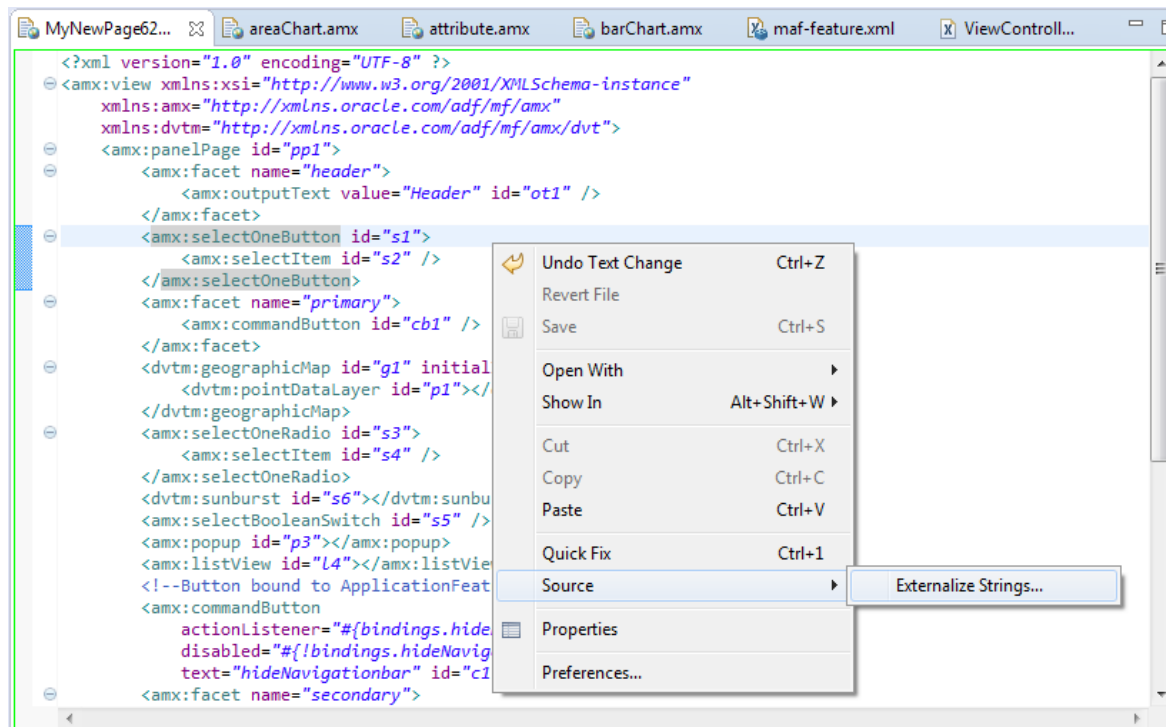 MyNewPage62... areaChart.amx attribute.amx barChart.amx maf-feature.xml ViewControll...
<?xml version="1.0" encoding="UTF-8" ?>
<amx:view xmlns:xsi="http://www.w3.org/2001/XMLSchema-instance"
xmlns:amx="http://xmlns.oracle.com/adf/mf/amx"
xmlns:dvtm="http://xmlns.oracle.com/adf/mf/amx/dvt">
<amx:panelPage id="pp1">
<amx:facet name="header">
<amx:outputText value="Header" id="ot1" />
</amx:facet>
<amx:selectOneButton id="s1">
<amx:selectItem id="s2" />
</amx:selectOneButton>
<amx:facet name="primary">
<amx:commandButton id="cb1" />
</amx:facet>
<dvtm:geographicMap id="g1" initial
<dvtm:pointDataLayer id="p1"></
</dvtm:geographicMap>
<amx:selectOneRadio id="s3">
<amx:selectItem id="s4" />
</amx:selectOneRadio>
<dvtm:sunburst id="s6"></dvtm:sunbu
<amx:selectBooleanSwitch id="s5" />
<amx:popup id="p3"></amx:popup>
<amx:listView id="l4"></amx:listVie
<!--Button bound to ApplicationFeat
<amx:commandButton
actionListener="#{bindings.hide
disabled="#{!bindings.hideNavig
text="hideNavigationbar" id="c1
<amx:facet name="secondary">
Undo Text Change Ctrl+Z
Revert File
Save Ctrl+S
Open With
Show In Alt+Shift+W
Cut Ctrl+X
Copy Ctrl+C
Paste Ctrl+V
Quick Fix Ctrl+1
Source
Externalize Strings...
Properties
Preferences...